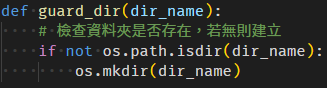 def guard_dir(dir_name):
    # 檢查資料夾是否存在，若無則建立
    if not os.path.isdir(dir_name):
        os.mkdir(dir_name)